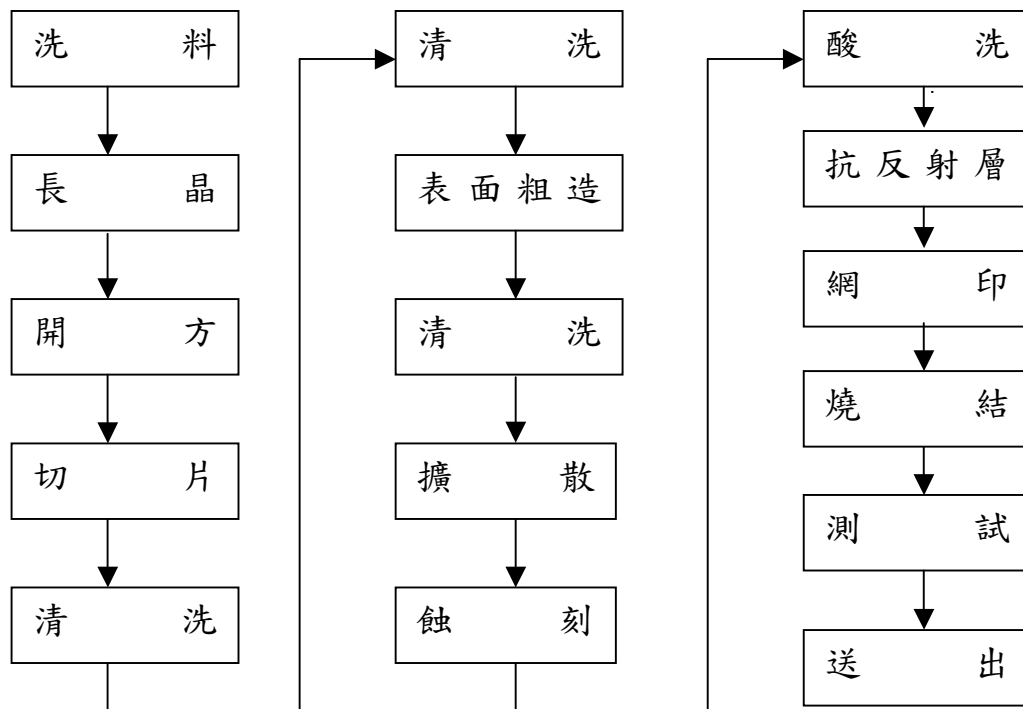 洗料
長晶
開方
切片
清洗
清洗
表面粗造
清洗
擴散
蝕刻
酸洗
抗反射層
網印
燒結
測試
送出